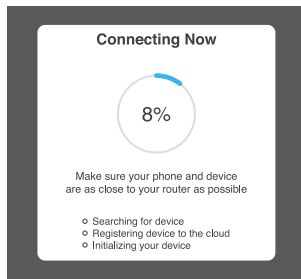 Connecting Now
8%
Make sure your phone and device
are as close to your router as possible
Searching for device
Registering device to the cloud
Initializing your device